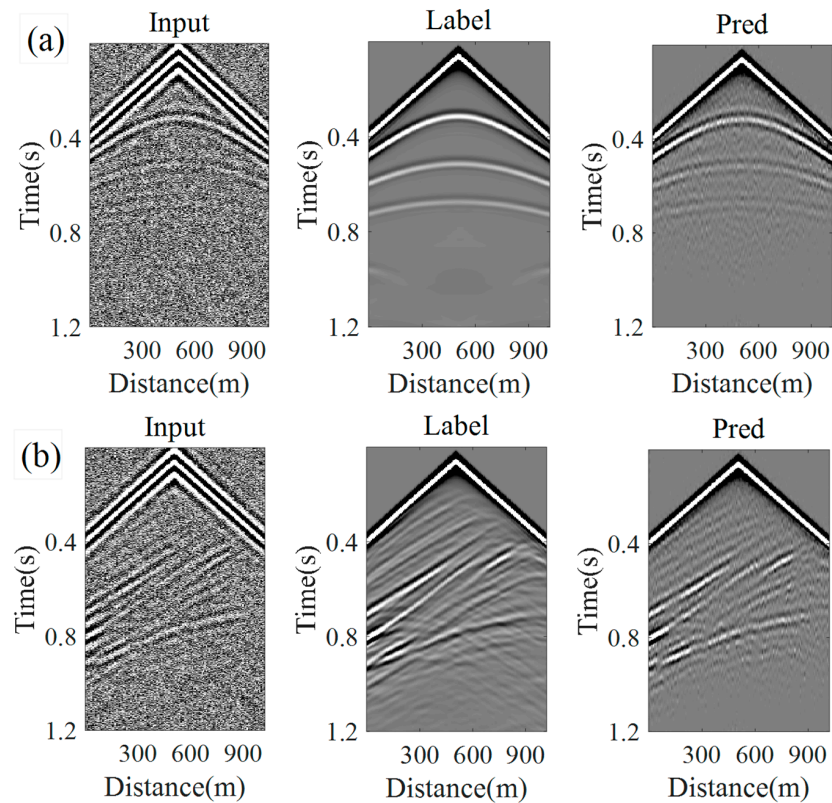 (a)
Input Label Pred
Time(s) 0.4 0.8 1.2
Time(s) 0.4 0.8 1.2
Time(s) 0.4 0.8 1.2
300 600 900 300 600 900 300 600 900
Distance(m) Distance(m) Distance(m)
(b)
Input Label Pred
Time(s) 0.4 0.8 1.2
Time(s) 0.4 0.8 1.2
Time(s) 0.4 0.8 1.2
300 600 900 300 600 900 300 600 900
Distance(m) Distance(m) Distance(m)